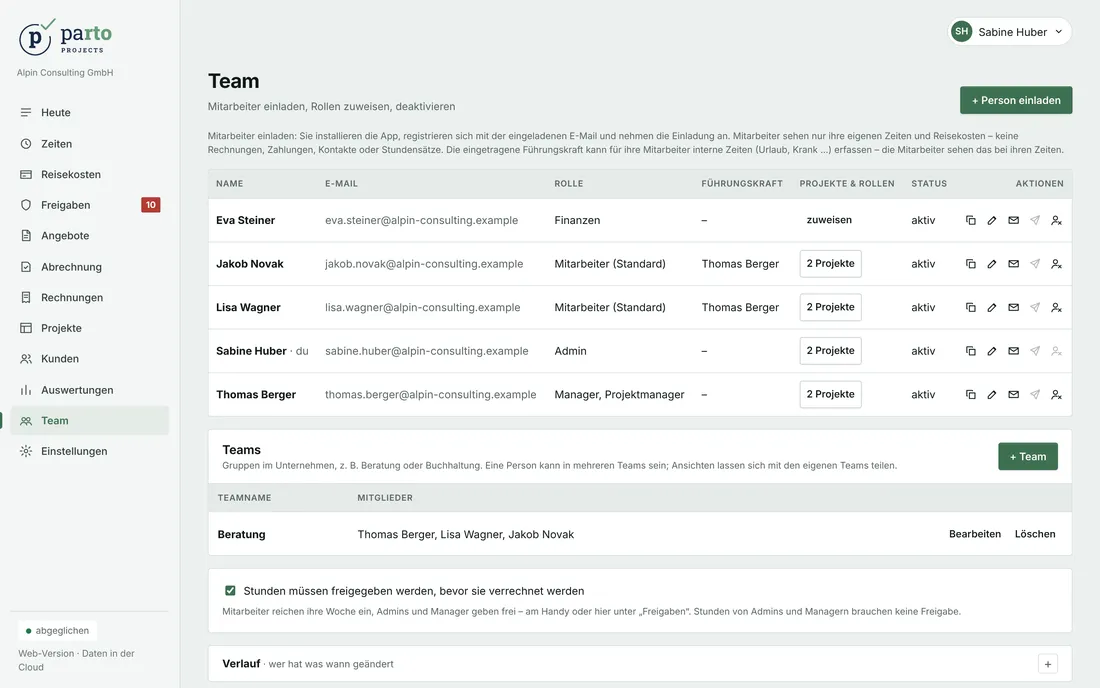 p parto
PROJECTS
Alpin Consulting GmbH
Heute
Zeiten
Reisekosten
Freigaben 10
Angebote
Abrechnung
Rechnungen
Projekte
Kunden
Auswertungen
Team
Einstellungen
abgeglichen
Web-Version · Daten in der
Cloud
SH Sabine Huber
Team
Mitarbeiter einladen, Rollen zuweisen, deaktivieren
+ Person einladen
Mitarbeiter einladen: Sie installieren die App, registrieren sich mit der eingeladenen E-Mail und nehmen die Einladung an. Mitarbeiter sehen nur ihre eigenen Zeiten und Reisekosten – keine
Rechnungen, Zahlungen, Kontakte oder Stundensätze. Die eingetragene Führungskraft kann für ihre Mitarbeiter interne Zeiten (Urlaub, Krank ...) erfassen – die Mitarbeiter sehen das bei ihren Zeiten.
NAME E-MAIL ROLLE FÜHRUNGSKRAFT PROJEKTE & ROLLEN STATUS AKTIONEN
Eva Steiner eva.steiner@alpin-consulting.example Finanzen – zuweisen aktiv
Jakob Novak jakob.novak@alpin-consulting.example Mitarbeiter (Standard) Thomas Berger 2 Projekte aktiv
Lisa Wagner lisa.wagner@alpin-consulting.example Mitarbeiter (Standard) Thomas Berger 2 Projekte aktiv
Sabine Huber · du sabine.huber@alpin-consulting.example Admin – 2 Projekte aktiv
Thomas Berger thomas.berger@alpin-consulting.example Manager, Projektmanager – 2 Projekte aktiv
Teams
Gruppen im Unternehmen, z. B. Beratung oder Buchhaltung. Eine Person kann in mehreren Teams sein; Ansichten lassen sich mit den eigenen Teams teilen.
+ Team
TEAMNAME MITGLIEDER
Beratung Thomas Berger, Lisa Wagner, Jakob Novak Bearbeiten Löschen
Stunden müssen freigegeben werden, bevor sie verrechnet werden
Mitarbeiter reichen ihre Woche ein, Admins und Manager geben frei – am Handy oder hier unter „Freigaben“. Stunden von Admins und Managern brauchen keine Freigabe.
Verlauf · wer hat was wann geändert +